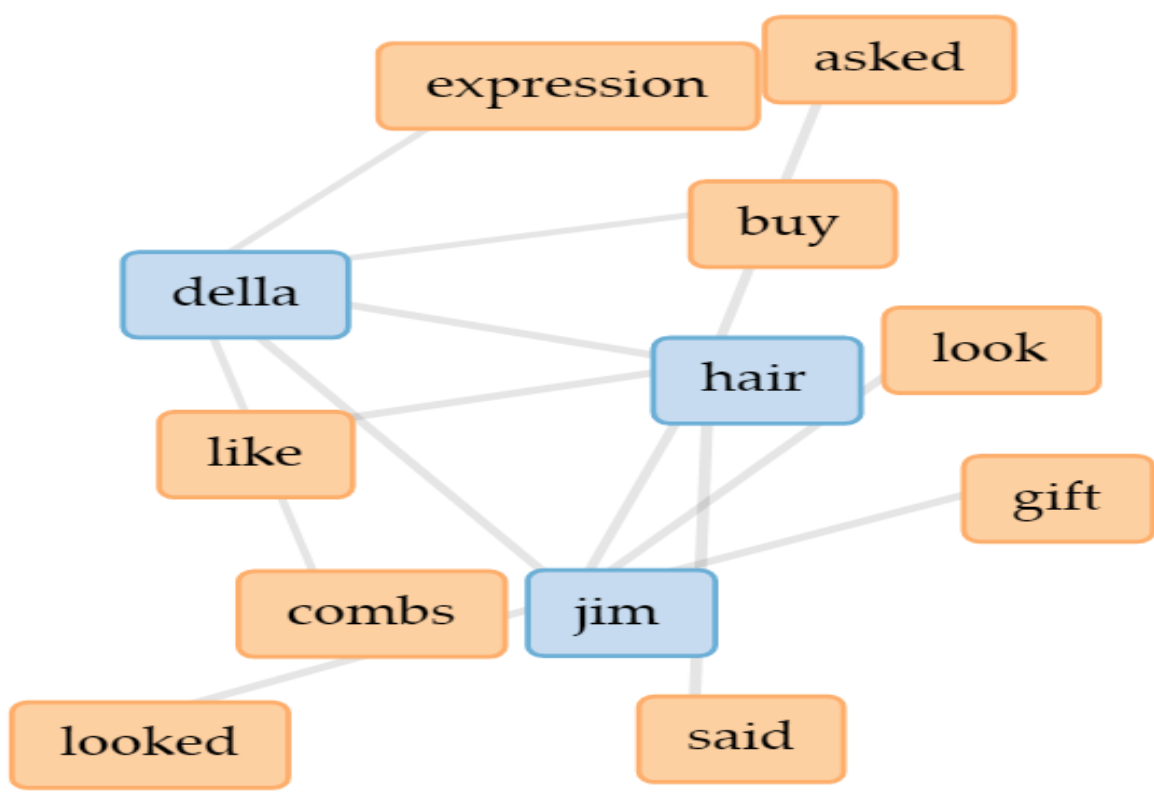 expression
asked
buy
della
hair
look
like
gift
combs
jim
looked
said